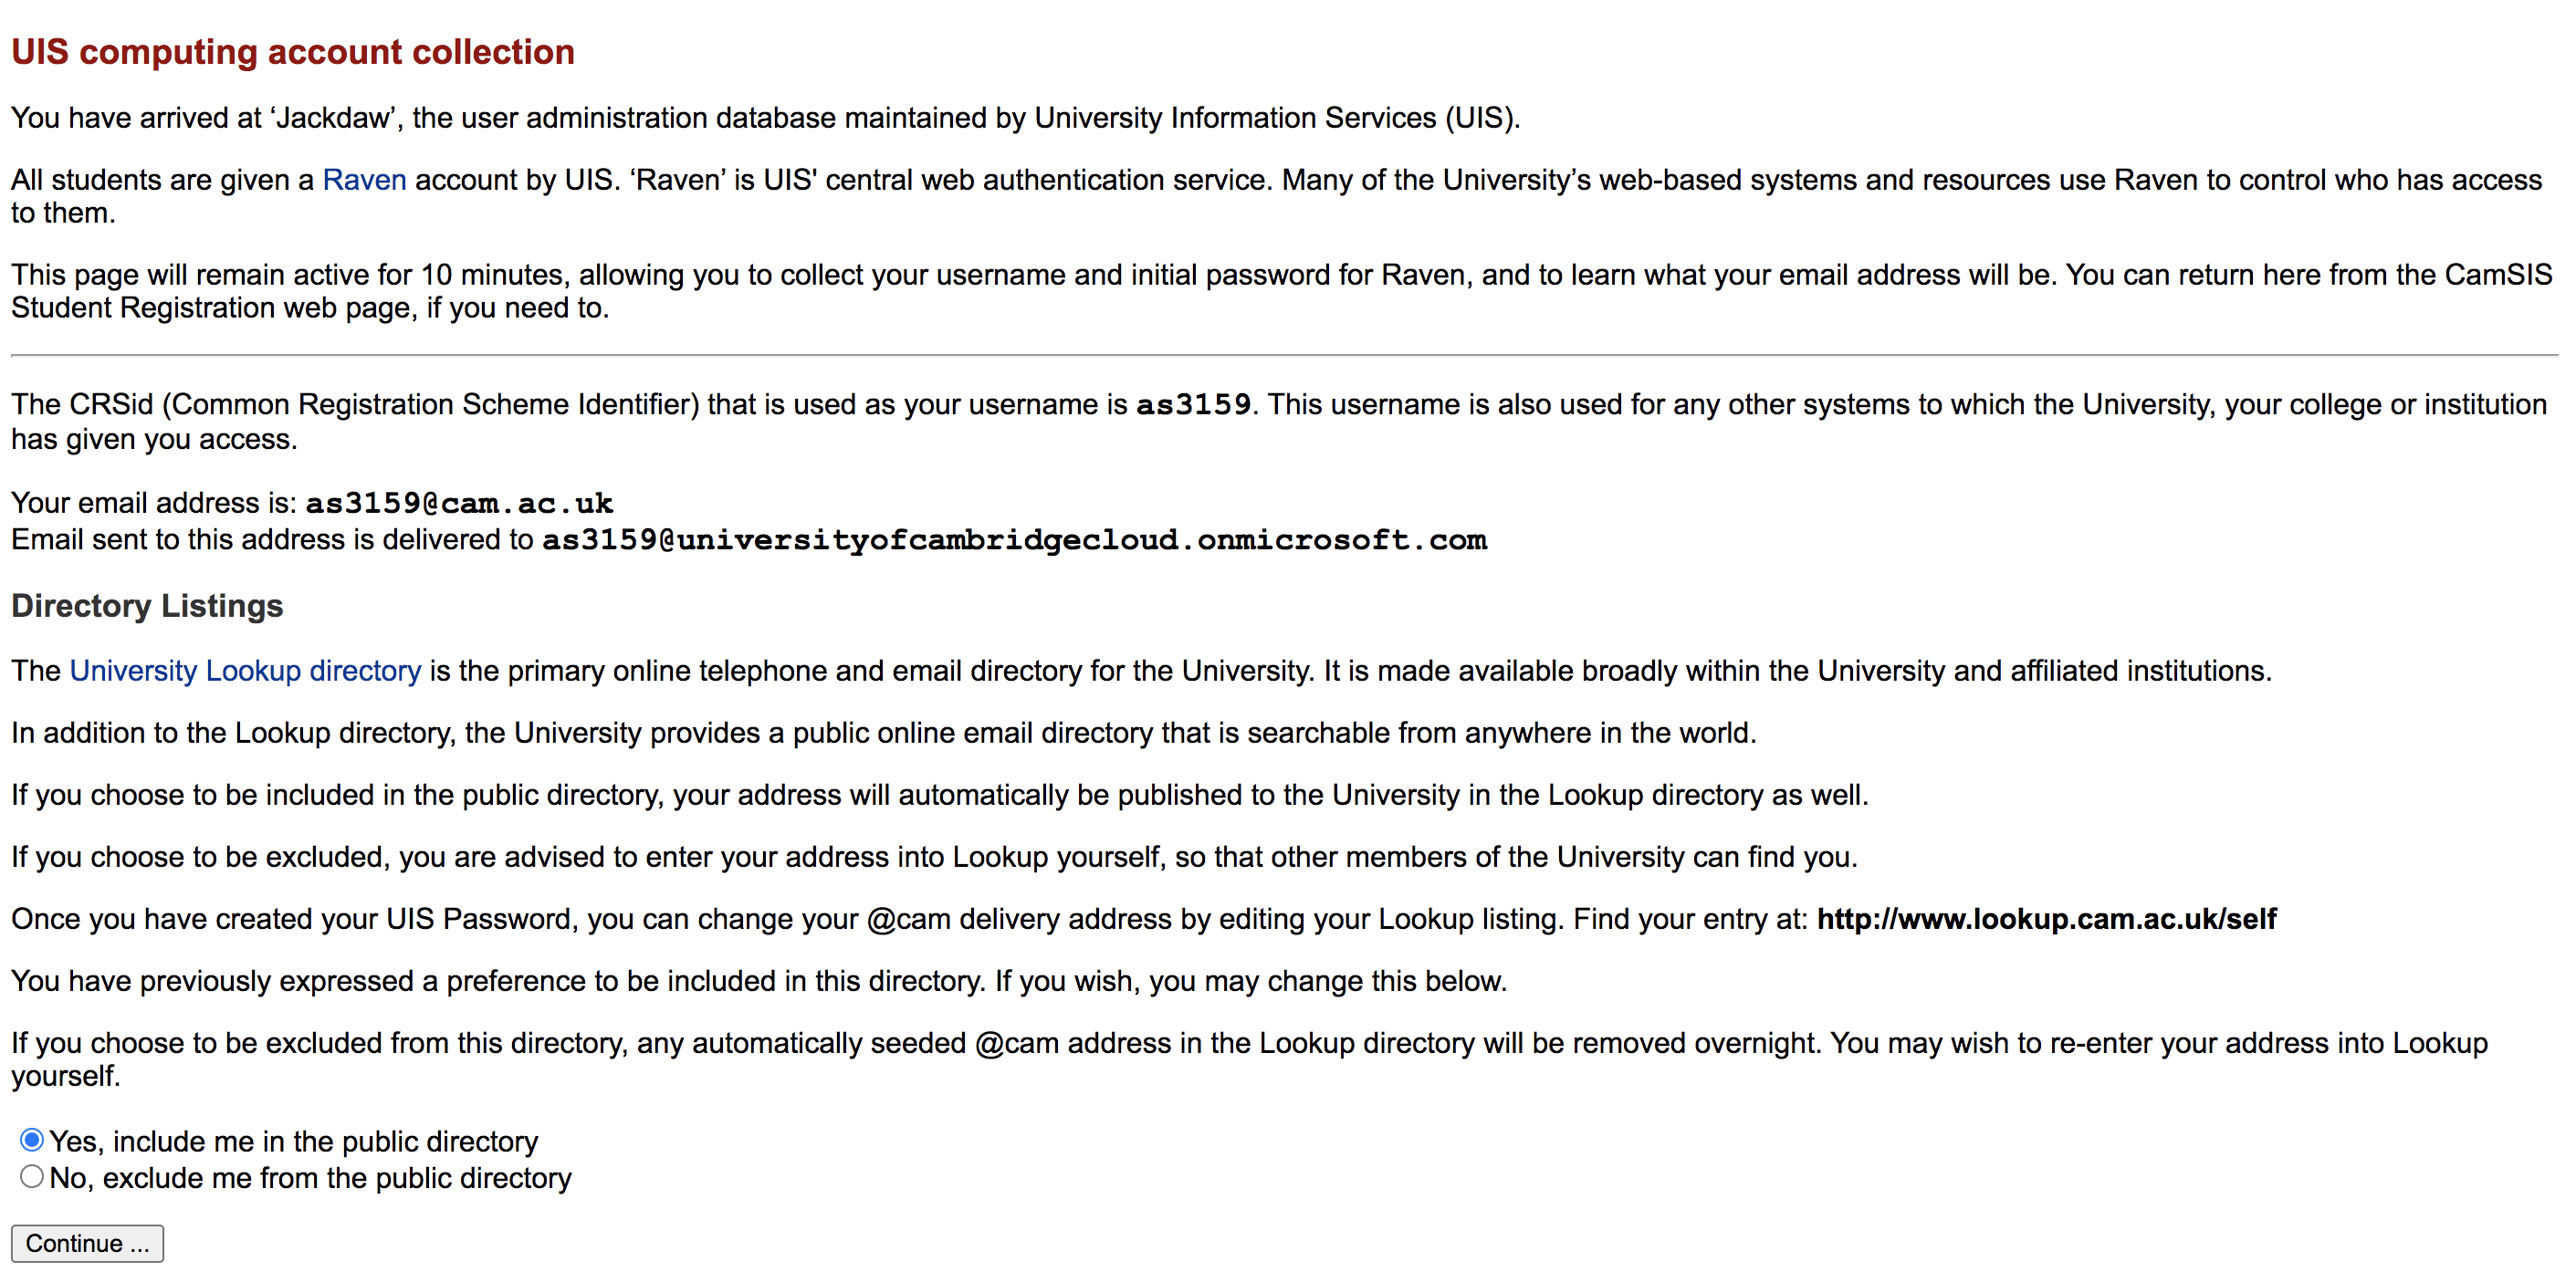 UIS computing account collection
You have arrived at ‘Jackdaw’, the user administration database maintained by University Information Services (UIS).
All students are given a Raven account by UIS. ‘Raven’ is UIS' central web authentication service. Many of the University’s web-based systems and resources use Raven to control who has access
to them.
This page will remain active for 10 minutes, allowing you to collect your username and initial password for Raven, and to learn what your email address will be. You can return here from the CamSIS
Student Registration web page, if you need to.
The CRSid (Common Registration Scheme Identifier) that is used as your username is as3159. This username is also used for any other systems to which the University, your college or institution
has given you access.
Your email address is: as3159@cam.ac.uk
Email sent to this address is delivered to as3159@universityofcambridgecloud.onmicrosoft.com
Directory Listings
The University Lookup directory is the primary online telephone and email directory for the University. It is made available broadly within the University and affiliated institutions.
In addition to the Lookup directory, the University provides a public online email directory that is searchable from anywhere in the world.
If you choose to be included in the public directory, your address will automatically be published to the University in the Lookup directory as well.
If you choose to be excluded, you are advised to enter your address into Lookup yourself, so that other members of the University can find you.
Once you have created your UIS Password, you can change your @cam delivery address by editing your Lookup listing. Find your entry at: http://www.lookup.cam.ac.uk/self
You have previously expressed a preference to be included in this directory. If you wish, you may change this below.
If you choose to be excluded from this directory, any automatically seeded @cam address in the Lookup directory will be removed overnight. You may wish to re-enter your address into Lookup
yourself.
Yes, include me in the public directory
No, exclude me from the public directory
Continue ...